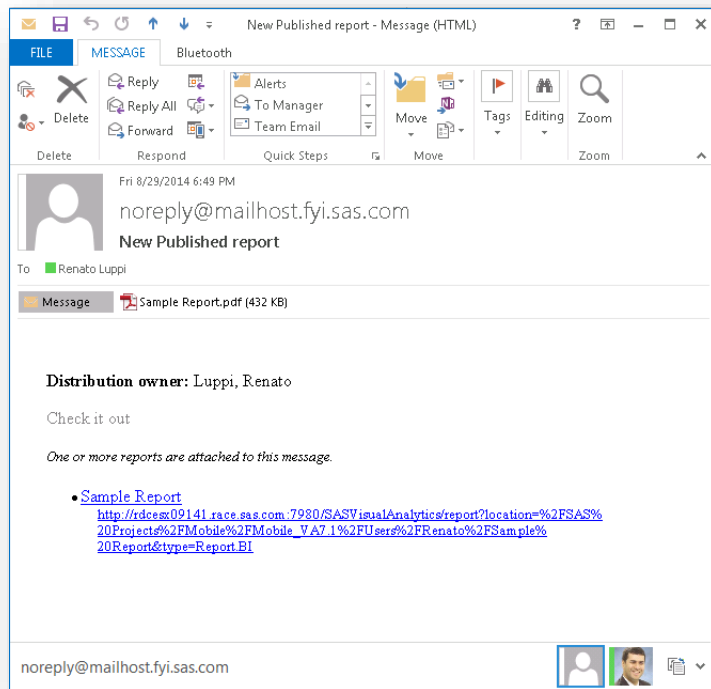 New Published report - Message (HTML)
?
FILE MESSAGE Bluetooth
Delete
Reply
Reply All
Forward
Alerts
To Manager
Team Email
Move
Tags
Editing
Zoom
Delete Respond Quick Steps Move Zoom
Fri 8/29/2014 6:49 PM
noreply@mailhost.fyi.sas.com
New Published report
To Renato Luppi
Message Sample Report.pdf (432 KB)
Distribution owner: Luppi, Renato
Check it out
One or more reports are attached to this message.
• Sample Report
http://rdcesx09141.race.sas.com:7980/SASVisualAnalytics/report?location=%2FSAS%
20Projects%2FMobile%2FMobile_VA7.1%2FUsers%2FRenato%2FSample%
20Report&type=Report.BI
noreply@mailhost.fyi.sas.com